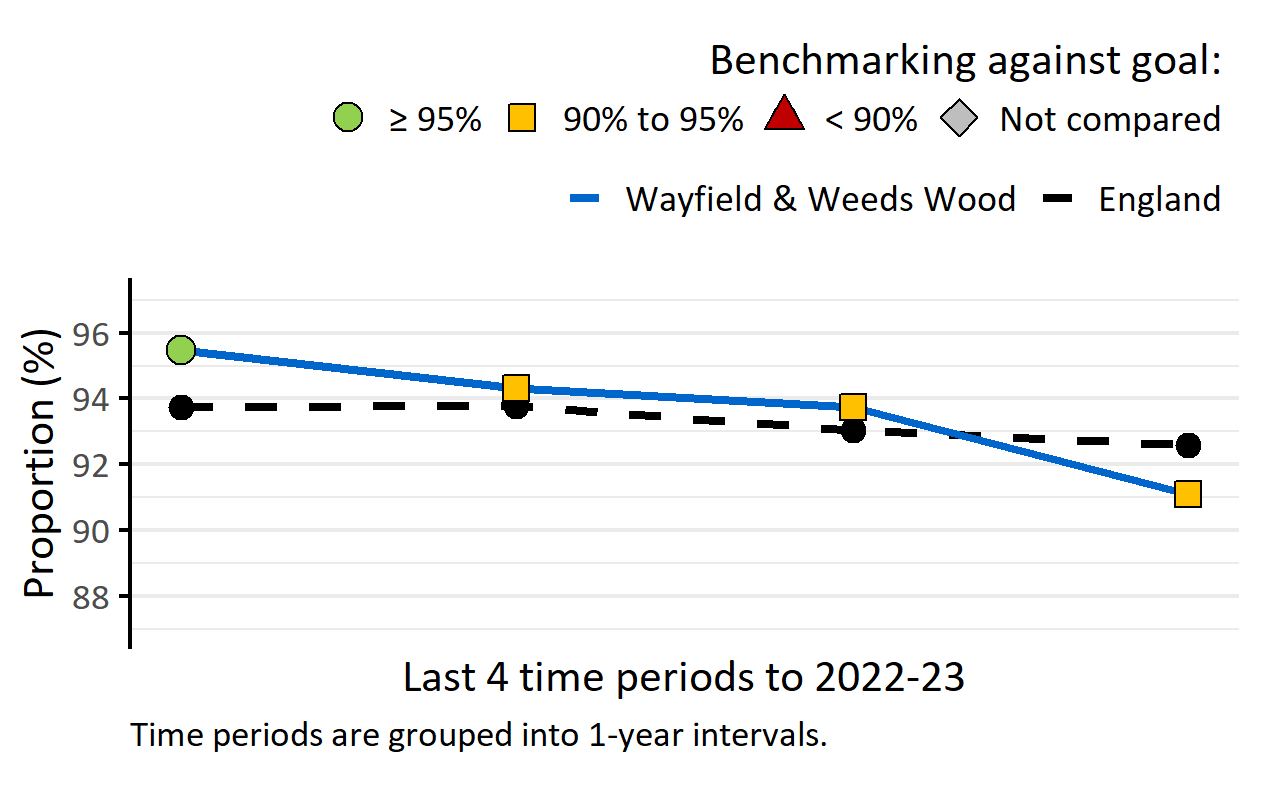 Benchmarking against goal:
≥ 95% 90% to 95% < 90% Not compared
Wayfield & Weeds Wood England
Proportion (%)
96
94
92
90
88
Last 4 time periods to 2022-23
Time periods are grouped into 1-year intervals.